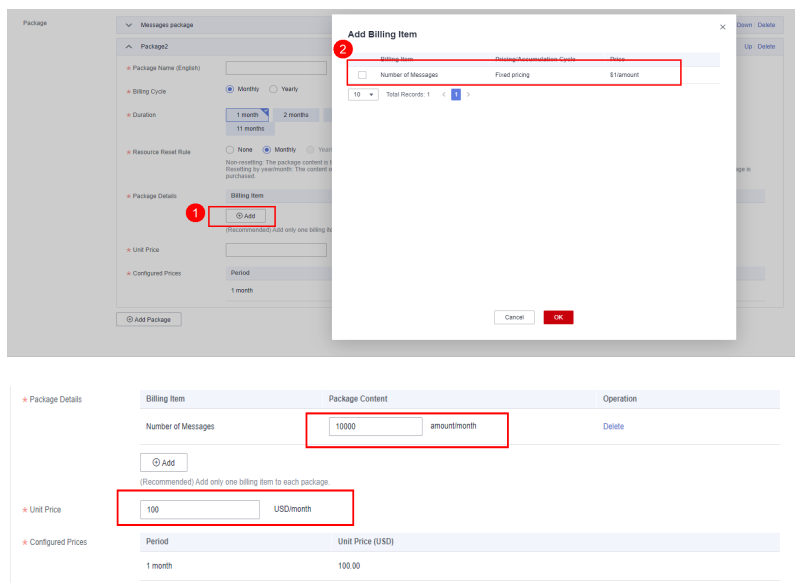 Package
Messages package
Down Delete
Package2
Up Delete
* Package Name (English)
* Billing Cycle
Monthly Yearly
* Duration
1 month 2 months
11 months
* Resource Reset Rule
None Monthly
Non-resetting: The package content is
Resetting by year/month: The content
purchased.
* Package Details
Billing Item
1
Add
(Recommended) Add only one billing
* Unit Price
* Configured Prices
Period
1 month
Add Package
Add Billing Item
2
Billing Item Pricing/Accumulation Cycle Price
Number of Messages Fixed pricing $1/amount
10 Total Records: 1 < 1 >
Cancel OK
* Package Details
Billing Item Package Content Operation
Number of Messages 10000 amount/month Delete
Add
(Recommended) Add only one billing item to each package.
* Unit Price
100 USD/month
* Configured Prices
Period Unit Price (USD)
1 month 100.00